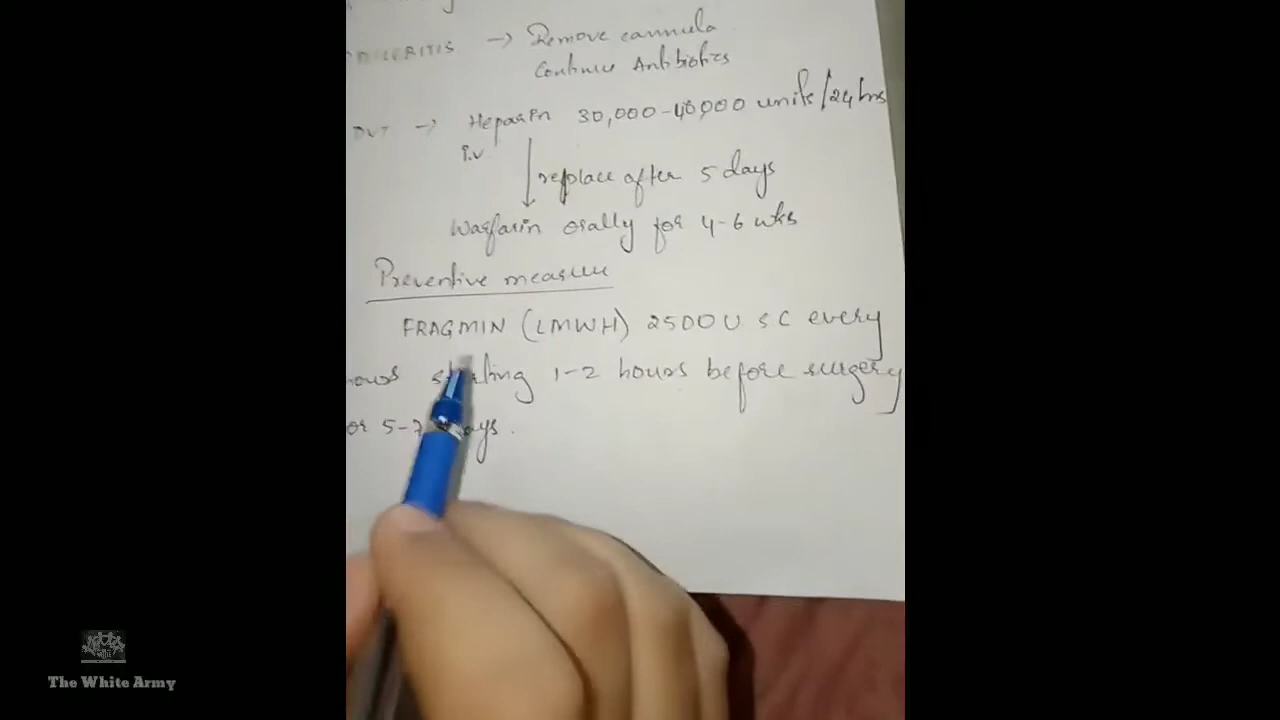 → Remove cannula
Continue Antibiotics
DVT → Heparin 30,000-40,000 units/24 hrs
i.v
replace after 5 days
Warfarin orally for 4-6 wks
Preventive measure
FRAGMIN (LMWH) 2500 U SC every
hours starting 1-2 hours before surgery
or 5-7 days.
The White Army